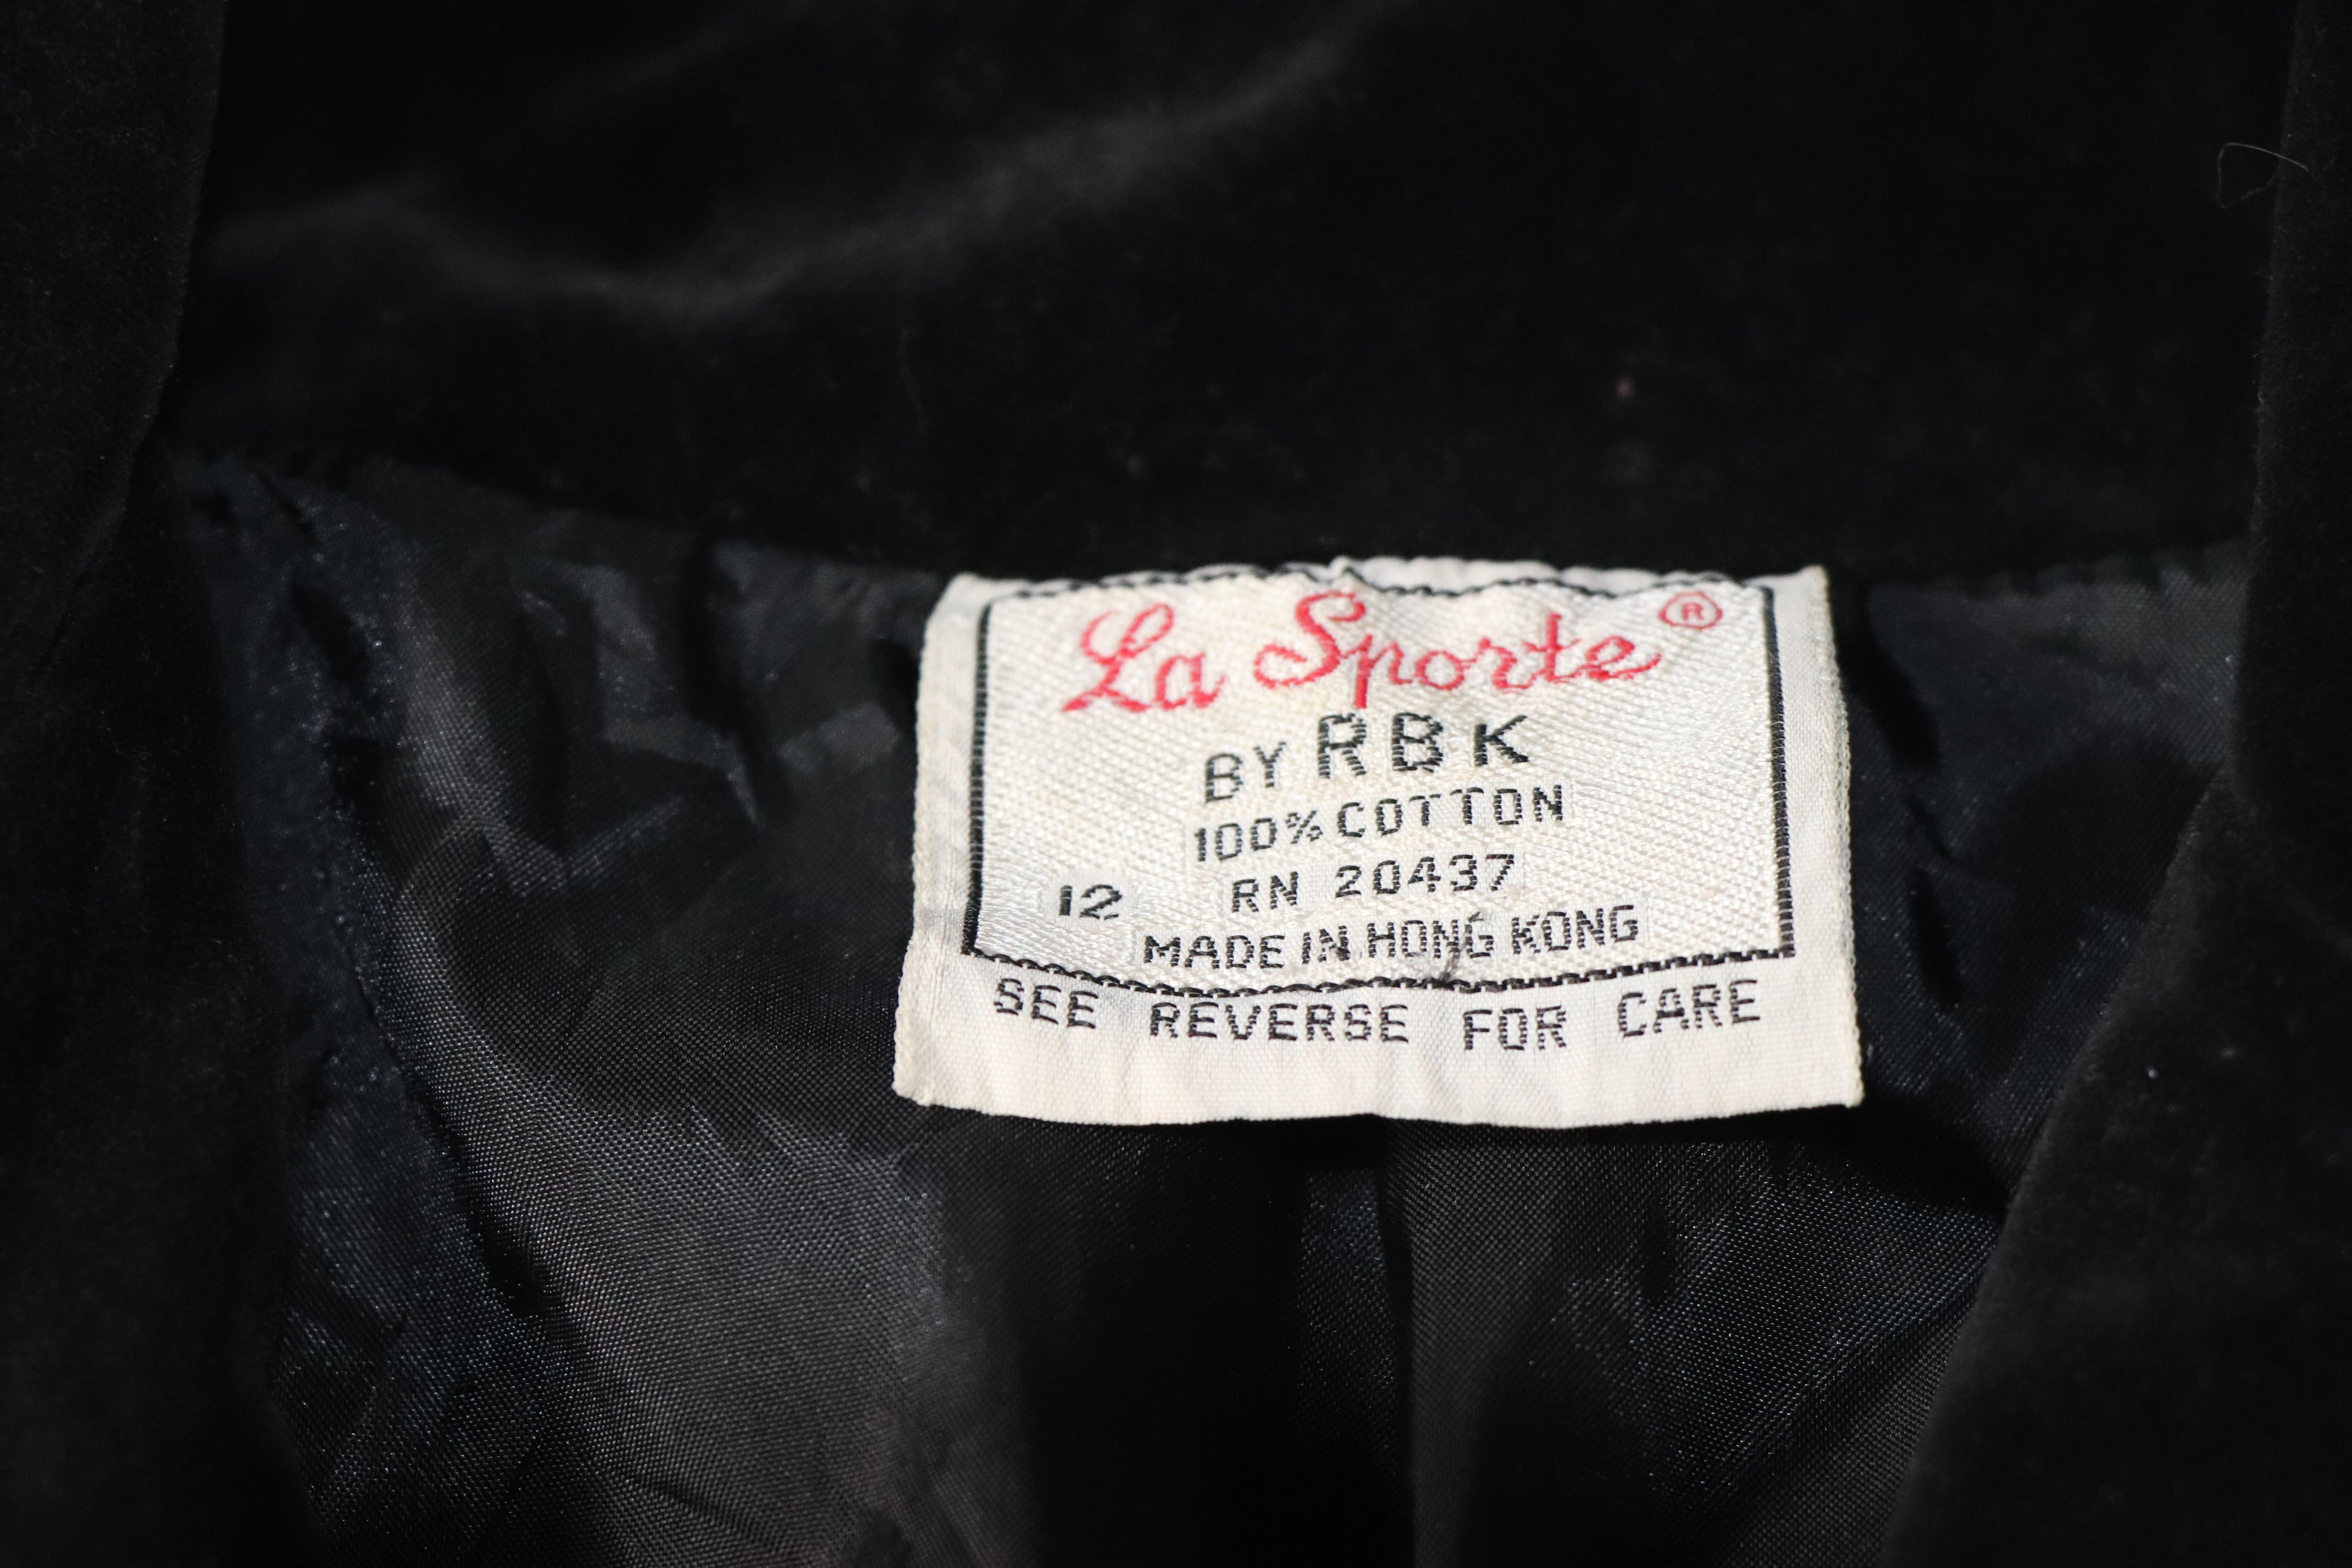 La Sporte ®
BY RBK
100% COTTON
12 RN 20437
MADE IN HONG KONG
SEE REVERSE FOR CARE